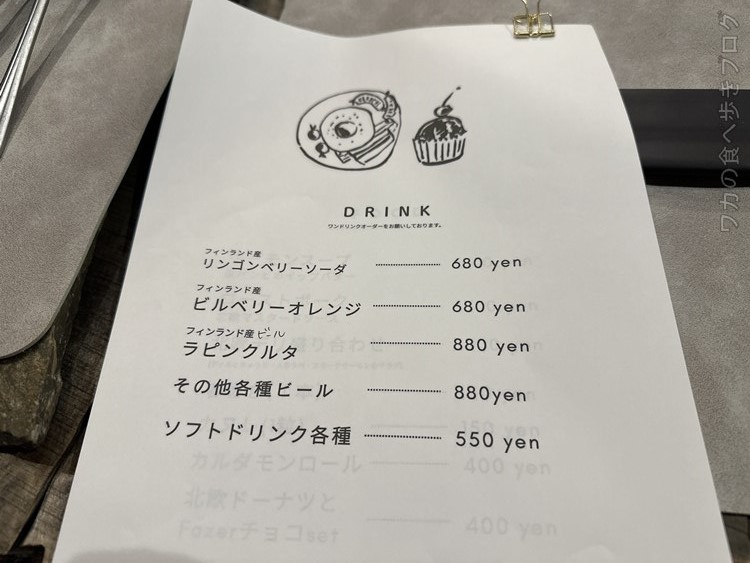 DRINK
ワンドリンクオーダーをお願いしております。
フィンランド産
リンゴンベリーソーダ 680 yen
フィンランド産
ビルベリーオレンジ 680 yen
フィンランド産ビール
ラピンクルタ 880 yen
その他各種ビール 880yen
ソフトドリンク各種 550 yen
カルダモンロール 400 yen
北欧ドーナツと
Fazerチョコset 400 yen
ワカの食べ歩きブログ